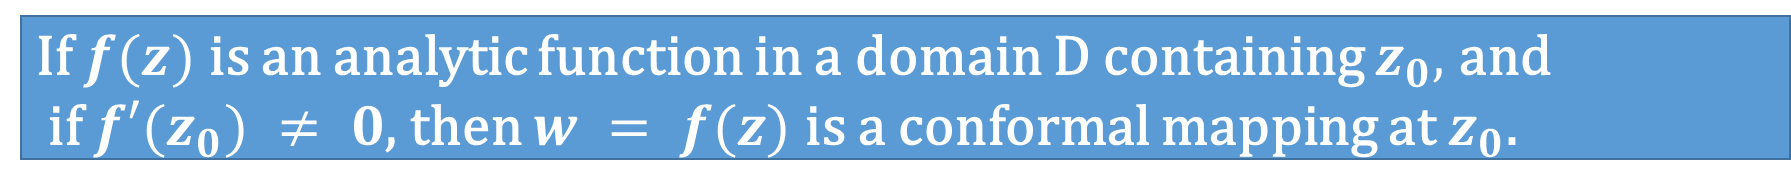 If f(z) is an analytic function in a domain D containing z₀, and
if f′(z₀) ≠ 0, then w = f(z) is a conformal mapping at z₀.